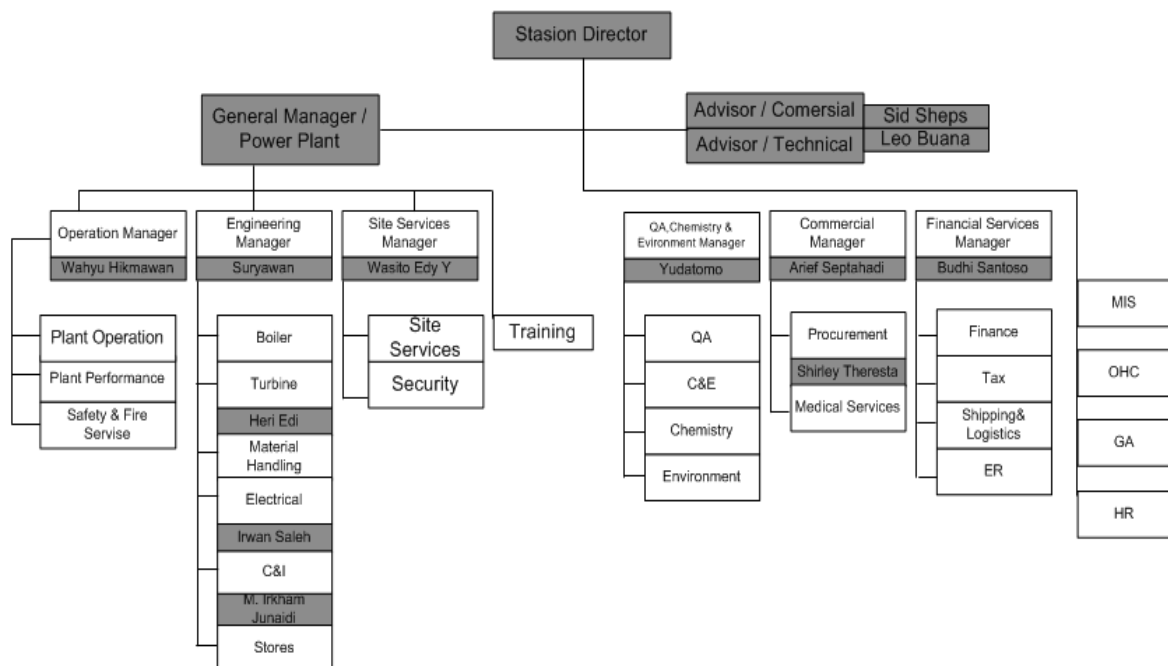 Stasion Director
General Manager /
Power Plant
Advisor / Comersial
Sid Sheps
Advisor / Technical
Leo Buana
Operation Manager
Wahyu Hikmawan
Engineering
Manager
Suryawan
Site Services
Manager
Wasito Edy Y
QA,Chemistry &
Evironment Manager
Yudatomo
Commercial
Manager
Arief Septahadi
Financial Services
Manager
Budhi Santoso
Plant Operation
Plant Performance
Safety & Fire
Servise
Boiler
Turbine
Heri Edi
Material
Handling
Electrical
Irwan Saleh
C&I
M. Irkham
Junaidi
Stores
Site
Services
Security
Training
QA
C&E
Chemistry
Environment
Procurement
Shirley Theresta
Medical Services
Finance
Tax
Shipping&
Logistics
ER
MIS
OHC
GA
HR